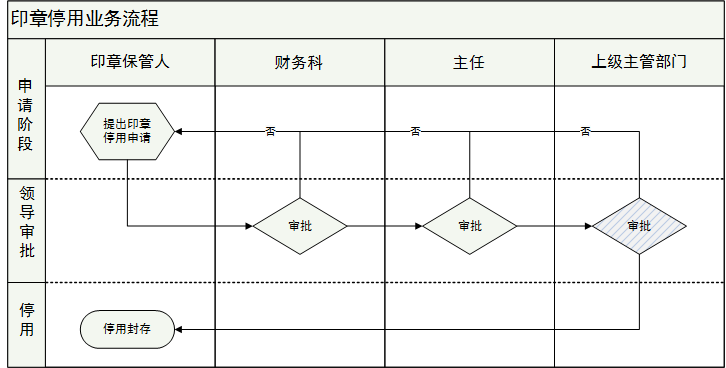 印章停用业务流程
印章保管人
财务科
主任
上级主管部门
申请阶段
提出印章
停用申请
否
否
否
领导审批
审批
审批
审批
停用
停用封存